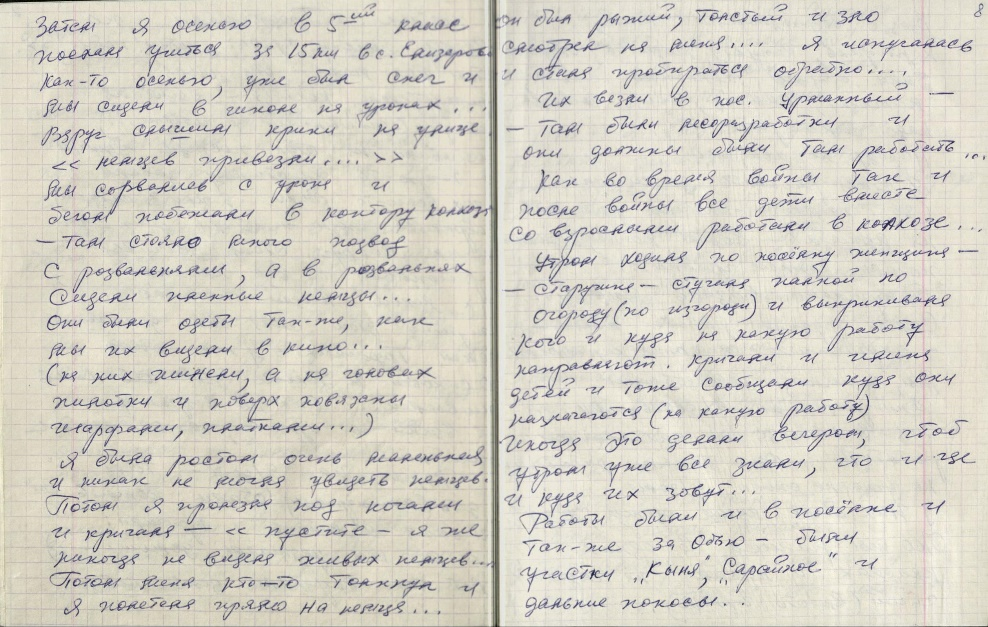 Затем я осенью в 5ый класс
поехала учиться за 15 км в с. Елизарово
Как-то осенью, уже был снег и
мы сидели в школе на уроках...
Вдруг слышим крики на улице
<< немцев привезли.... >>
Мы сорвались с урока и
бегом побежали в контору колхоза
- Там стояло много подвод
с розвальнями, а в розвальнях
Сидели пленные немцы...
Они были одеты так-же, как
мы их видели в кино...
(на них шинели, а на головах
пилотки и поверх повязаны
шарфами, платками...)
Я была ростом очень маленькая
и никак не могла увидеть немцев.
Потом я пролезла под ногами
и кричала - << пустите - я же
никогда не видела живых немцев...
Потом меня кто-то толкнул и
я полетела прямо на немца...
8
он был рыжий, толстый и зло
смотрел на меня.... Я испугалась
и стала пробираться обратно....
Их везли в пос. Урманный -
- Там были лесоразработки и
они должны были там работать...
Как во время войны так и
после войны все дети вместе
со взрослыми работали в колхозе...
Утром ходила по посёлку женщина -
- старушка - стучала палкой по
огороду (по изгороди) и выкрикивала
кого и куда на какую работу
направляют. Кричали и имена
детей и тоже сообщали куда они
назначаются (на какую работу)
Иногда это делали вечером, чтоб
утром уже все знали, что и где
и куда их зовут...
Работы были и в посёлке и
так-же за Обью - были
участки „Кыня", „Сарайное" и
дальние покосы...